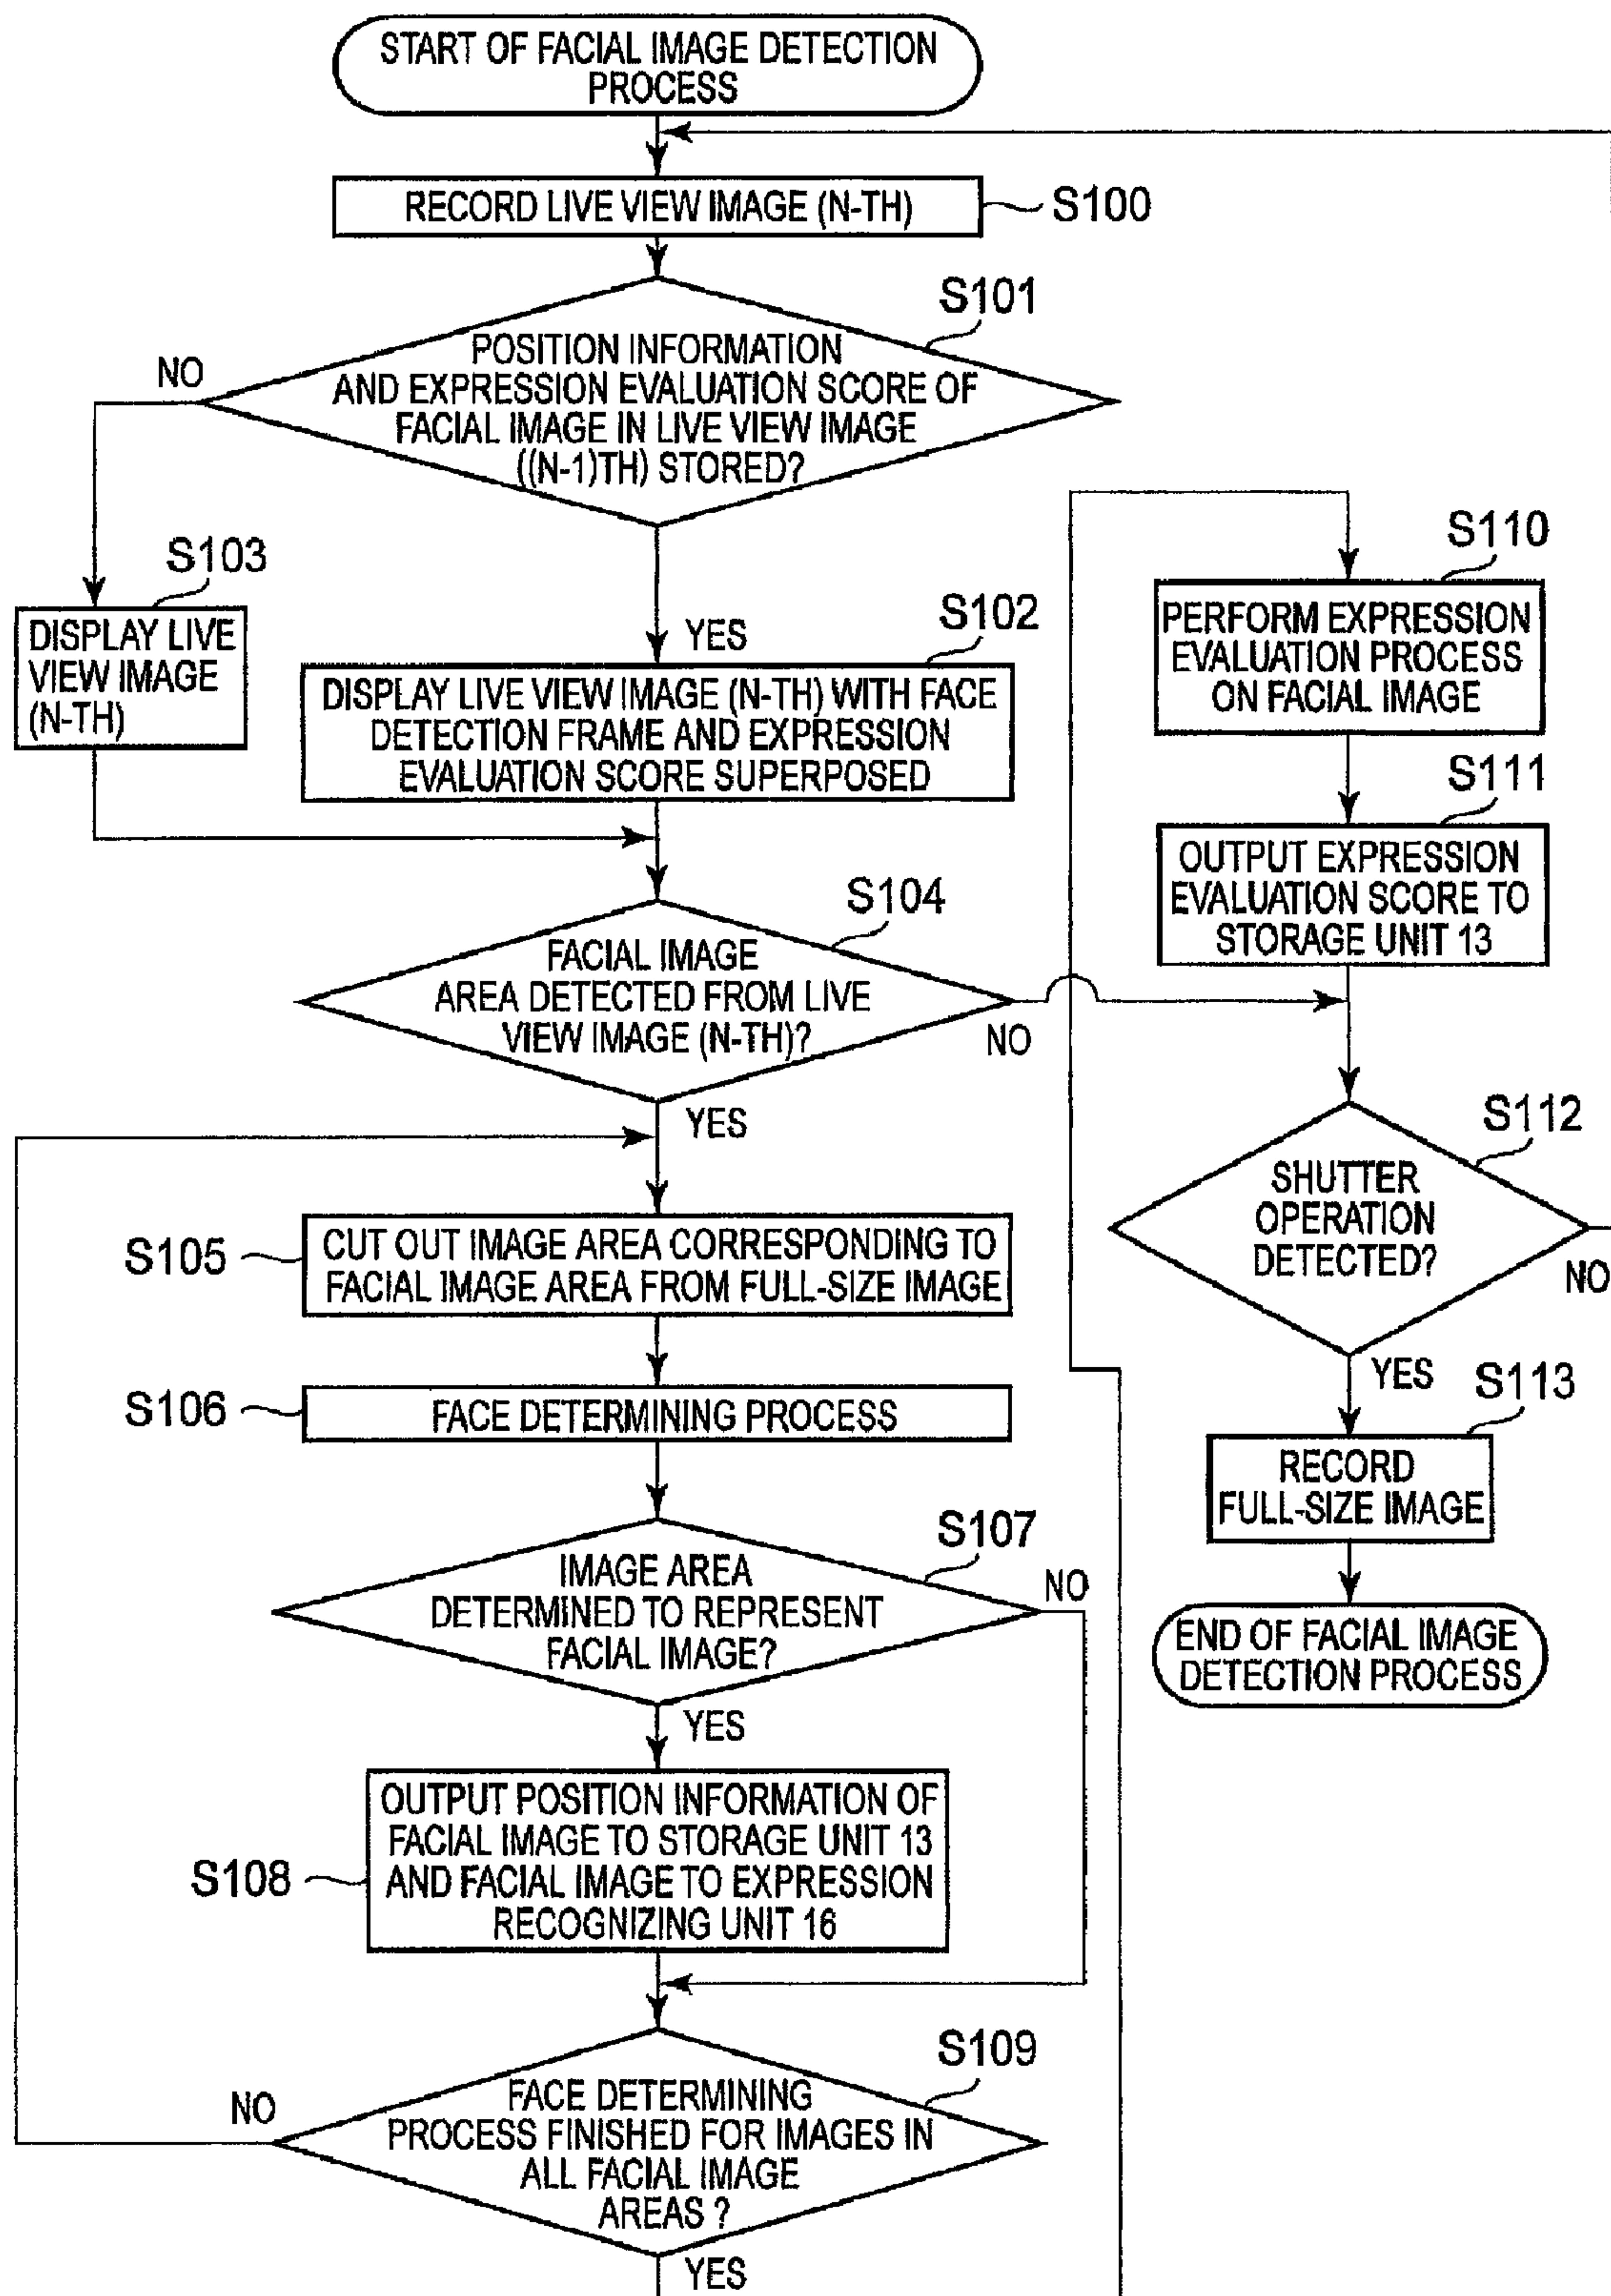 START OF FACIAL IMAGE DETECTION
PROCESS
RECORD LIVE VIEW IMAGE (N-TH)
S100
S101
POSITION INFORMATION
AND EXPRESSION EVALUATION SCORE OF
FACIAL IMAGE IN LIVE VIEW IMAGE
((N-1)TH) STORED?
NO
YES
S103
DISPLAY LIVE
VIEW IMAGE
(N-TH)
S102
DISPLAY LIVE VIEW IMAGE (N-TH) WITH FACE
DETECTION FRAME AND EXPRESSION
EVALUATION SCORE SUPERPOSED
S104
FACIAL IMAGE
AREA DETECTED FROM LIVE
VIEW IMAGE (N-TH)?
NO
YES
S105
CUT OUT IMAGE AREA CORRESPONDING TO
FACIAL IMAGE AREA FROM FULL-SIZE IMAGE
S106
FACE DETERMINING PROCESS
S107
IMAGE AREA
DETERMINED TO REPRESENT
FACIAL IMAGE?
NO
YES
S108
OUTPUT POSITION INFORMATION OF
FACIAL IMAGE TO STORAGE UNIT 13
AND FACIAL IMAGE TO EXPRESSION
RECOGNIZING UNIT 16
S109
FACE DETERMINING
PROCESS FINISHED FOR IMAGES IN
ALL FACIAL IMAGE
AREAS ?
NO
YES
S110
PERFORM EXPRESSION
EVALUATION PROCESS
ON FACIAL IMAGE
S111
OUTPUT EXPRESSION
EVALUATION SCORE TO
STORAGE UNIT 13
S112
SHUTTER
OPERATION
DETECTED?
NO
YES
S113
RECORD
FULL-SIZE IMAGE
END OF FACIAL IMAGE
DETECTION PROCESS